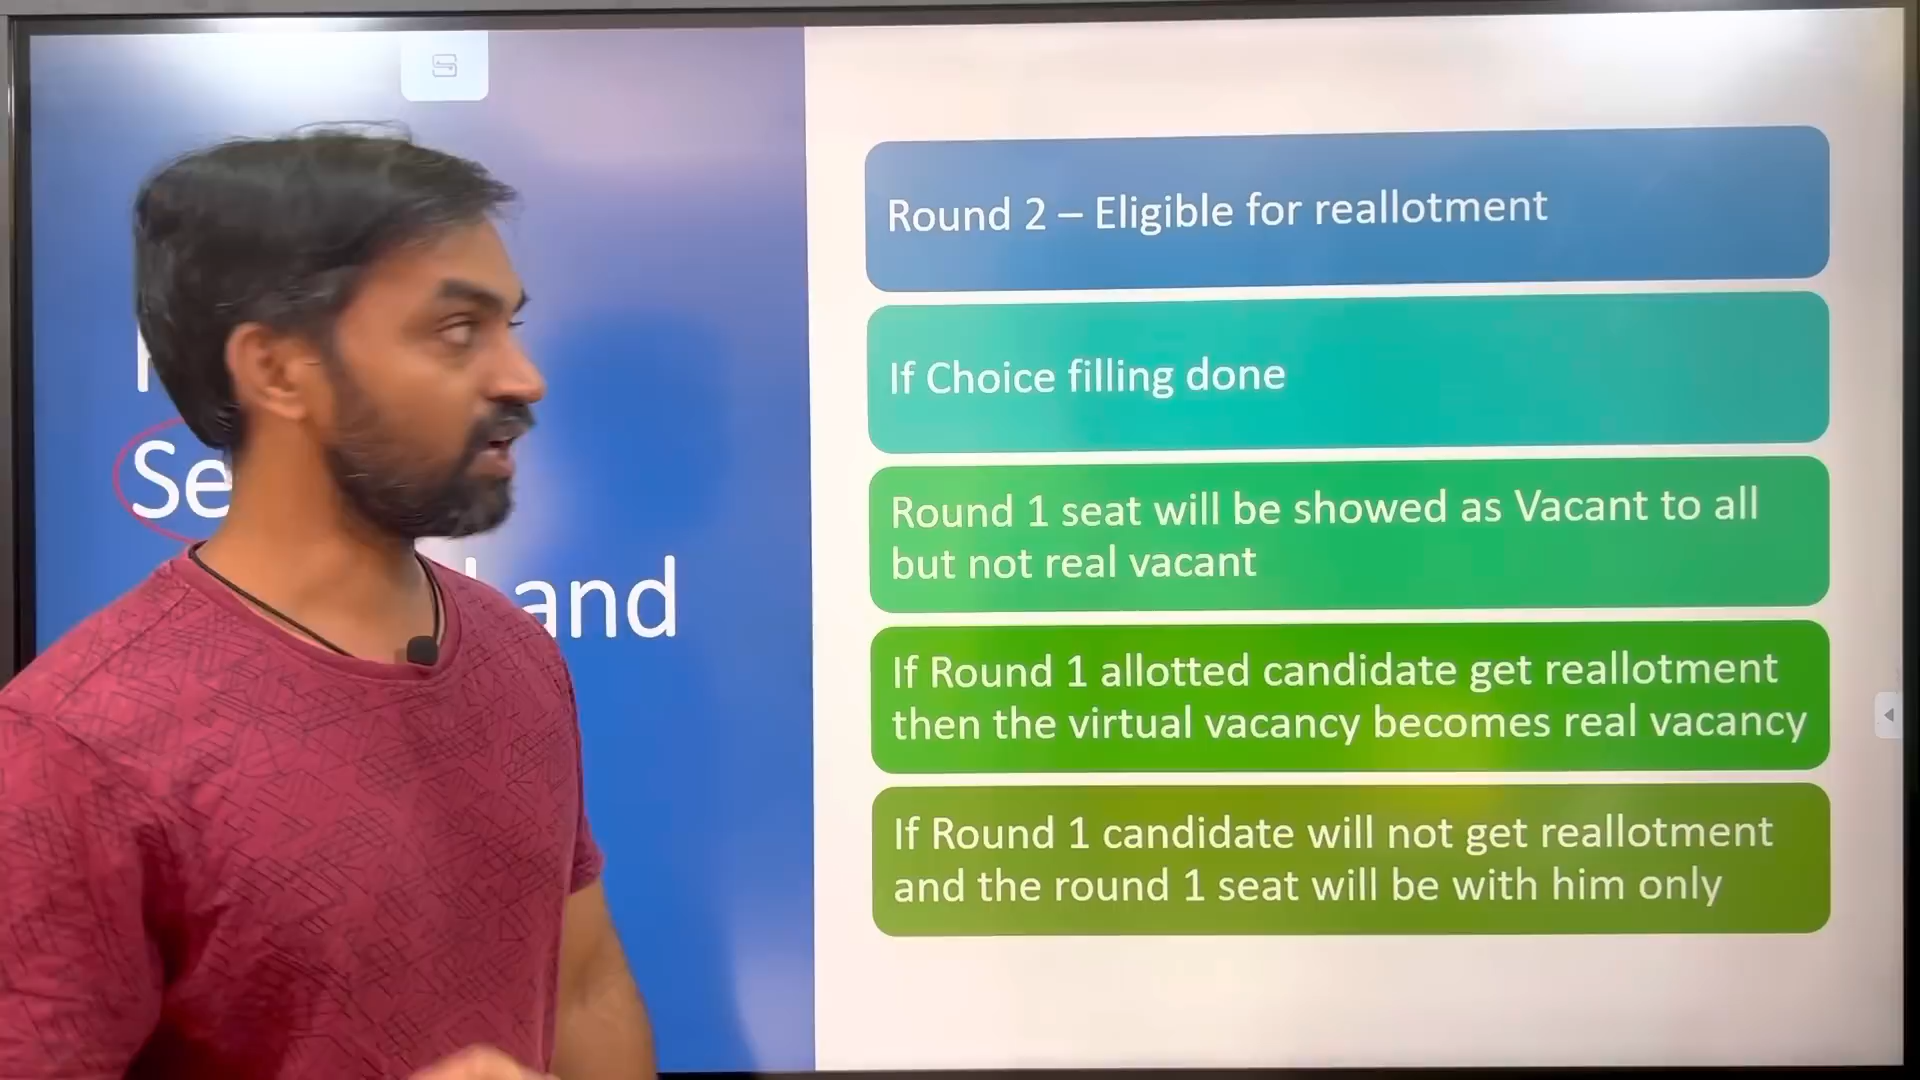 Se
and
Round 2 – Eligible for reallotment
If Choice filling done
Round 1 seat will be showed as Vacant to all
but not real vacant
If Round 1 allotted candidate get reallotment
then the virtual vacancy becomes real vacancy
If Round 1 candidate will not get reallotment
and the round 1 seat will be with him only